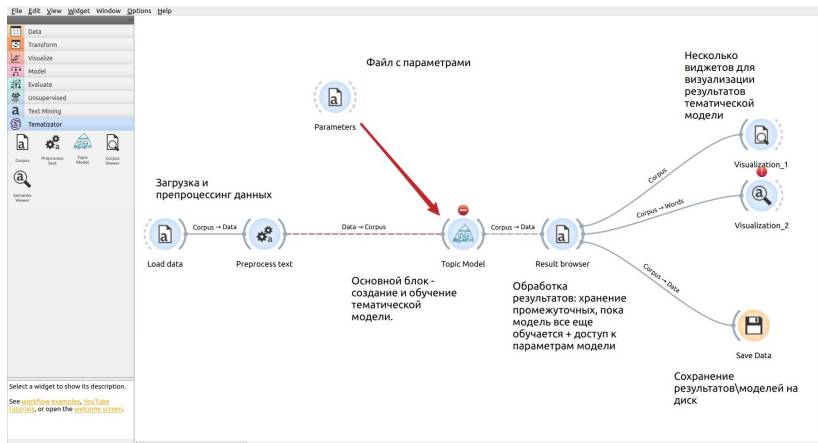 File Edit View Widget Window Options Help
Data
Transform
Visualize
Model
Evaluate
Unsupervised
Text Mining
Tematizator
Corpus
Preprocess
text
Topic
Model
Corpus
Viewer
Semantic
Viewer
Select a widget to show its description.
See workflow examples, YouTube
tutorials, or open the welcome screen.
Файл с параметрами
Parameters
Загрузка и
препроцессинг данных
Load data
Corpus → Data
Preprocess text
Data → Corpus
Topic Model
Corpus → Data
Result browser
Основной блок -
создание и обучение
тематической
модели.
Обработка
результатов: хранение
промежуточных, пока
модель все еще
обучается + доступ к
параметрам модели
Несколько
виджетов для
визуализации
результатов
тематической
модели
Corpus
Visualization_1
Corpus → Words
Visualization_2
Corpus → Data
Save Data
Сохранение
результатов\моделей на
диск